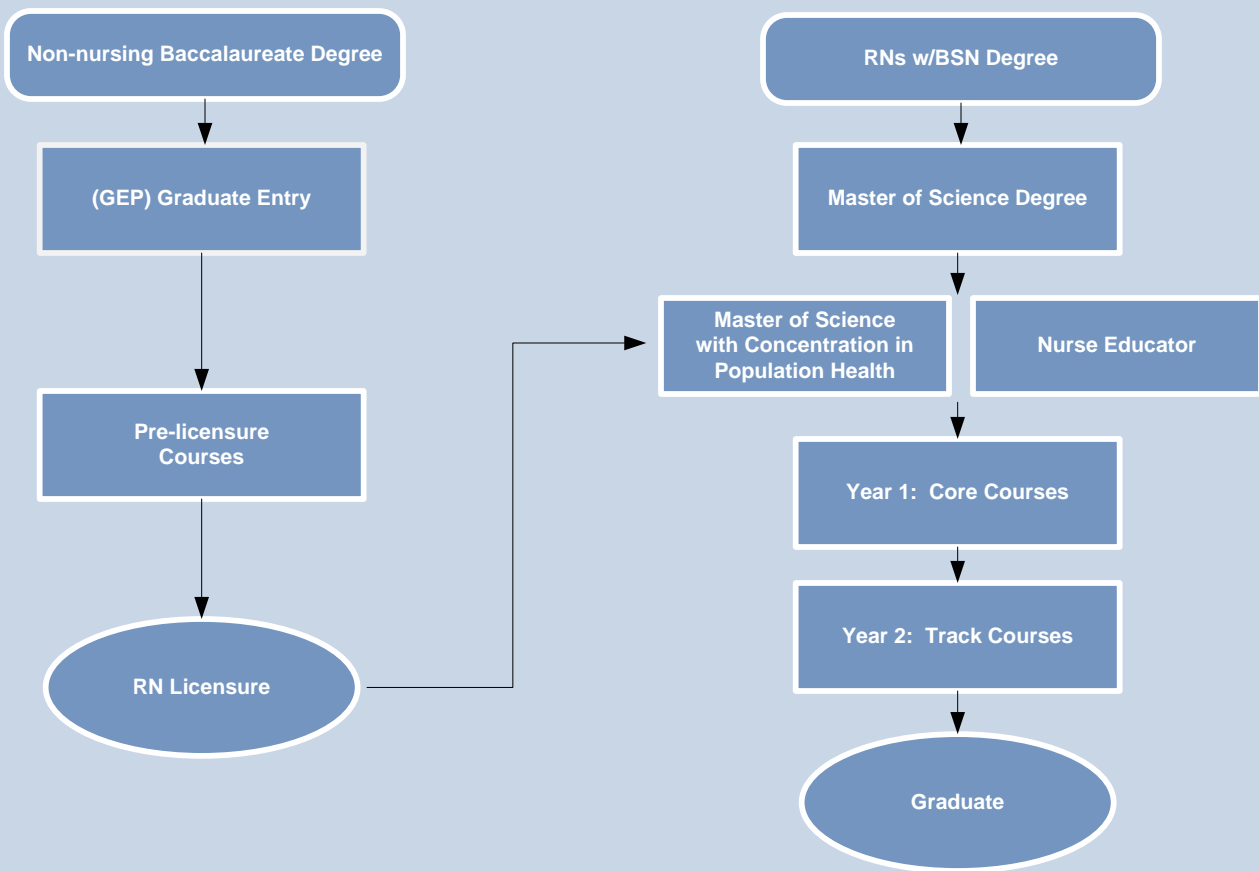 Non-nursing Baccalaureate Degree
(GEP) Graduate Entry
Pre-licensure
Courses
RN Licensure
RNs w/BSN Degree
Master of Science Degree
Master of Science
with Concentration in
Population Health
Nurse Educator
Year 1:  Core Courses
Year 2:  Track Courses
Graduate